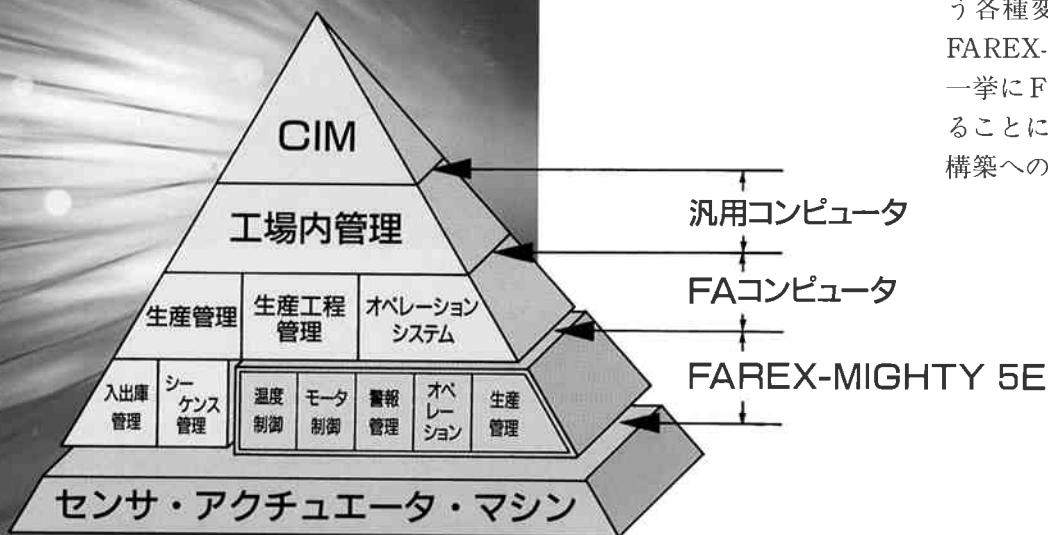 う各種変
FAREX-
一挙にF
ることに
構築への
CIM
工場内管理
生産管理
生産工程
管理
オペレーション
システム
入出庫
管理
シー
ケンス
管理
温度
制御
モータ
制御
警報
管理
オペ
レー
ション
生産
管理
センサ・アクチュエータ・マシン
汎用コンピュータ
FAコンピュータ
FAREX-MIGHTY 5E